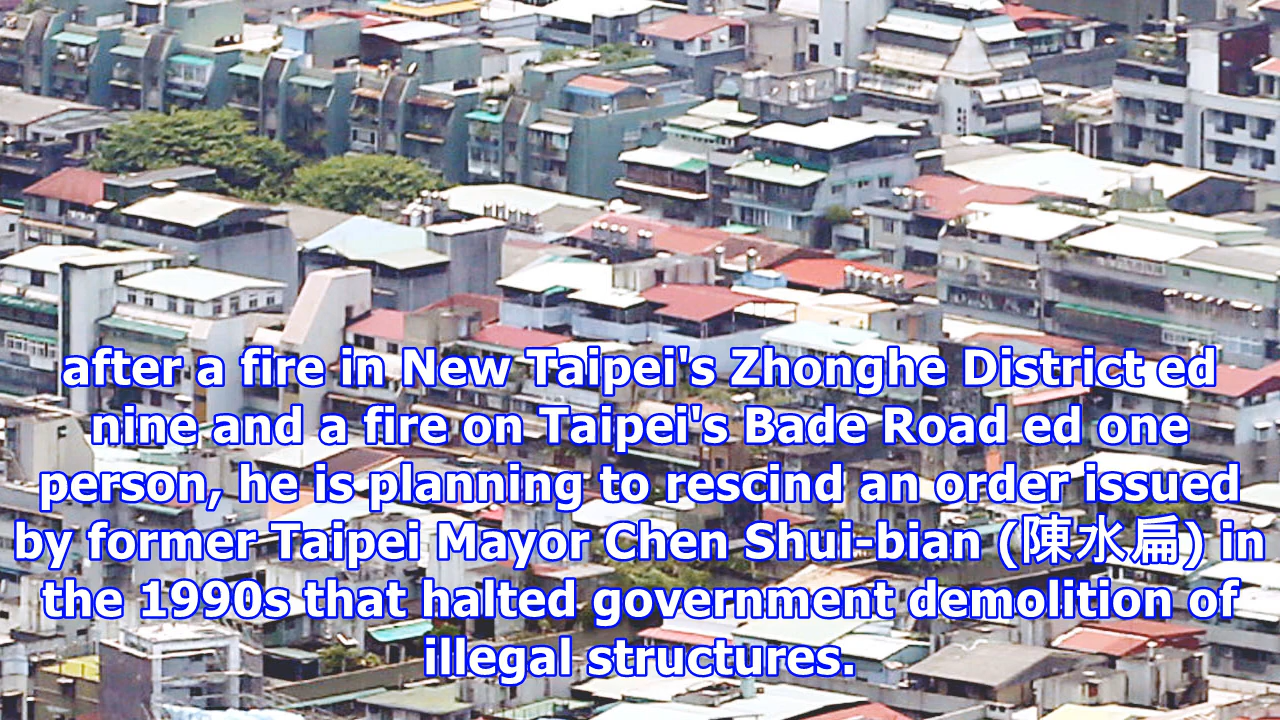 after a fire in New Taipei's Zhonghe District ed
nine and a fire on Taipei's Bade Road ed one
person, he is planning to rescind an order issued
by former Taipei Mayor Chen Shui-bian (陳水扁) in
the 1990s that halted government demolition of
illegal structures.